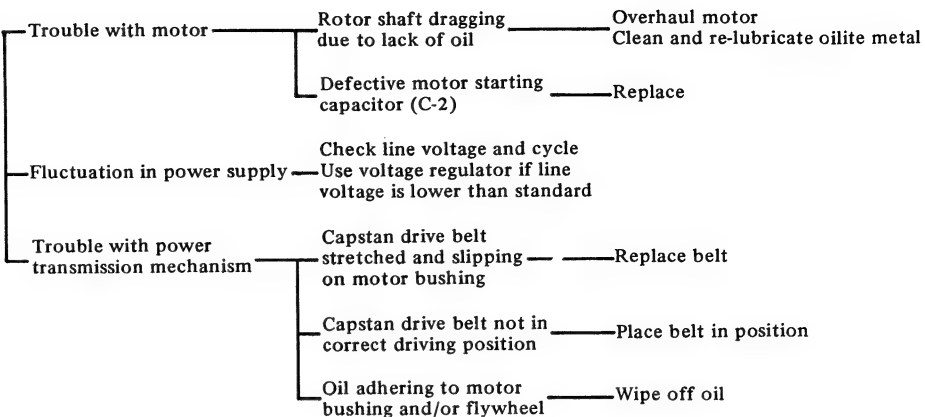 Trouble with motor
Rotor shaft dragging
due to lack of oil
Overhaul motor
Clean and re-lubricate oilite metal
Defective motor starting
capacitor (C-2)
Replace
Fluctuation in power supply
Check line voltage and cycle
Use voltage regulator if line
voltage is lower than standard
Trouble with power
transmission mechanism
Capstan drive belt
stretched and slipping
on motor bushing
Replace belt
Capstan drive belt not in
correct driving position
Place belt in position
Oil adhering to motor
bushing and/or flywheel
Wipe off oil